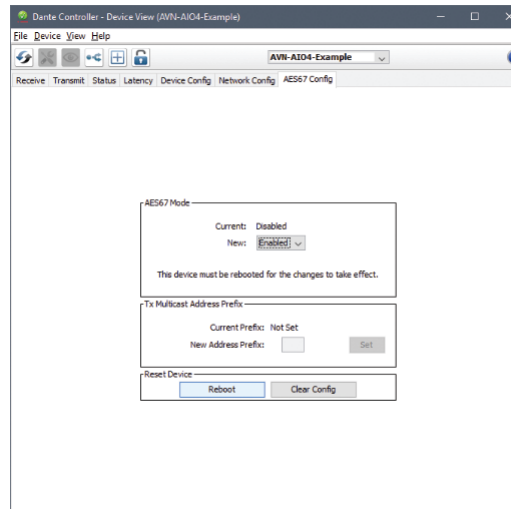 Dante Controller - Device View (AVN-AIO4-Example)
File Device View Help
AVN-AIO4-Example
Receive Transmit Status Latency Device Config Network Config AES67 Config
AES67 Mode
Current: Disabled
New: Enabled
This device must be rebooted for the changes to take effect.
Tx Multicast Address Prefix
Current Prefix: Not Set
New Address Prefix: Set
Reset Device
Reboot Clear Config